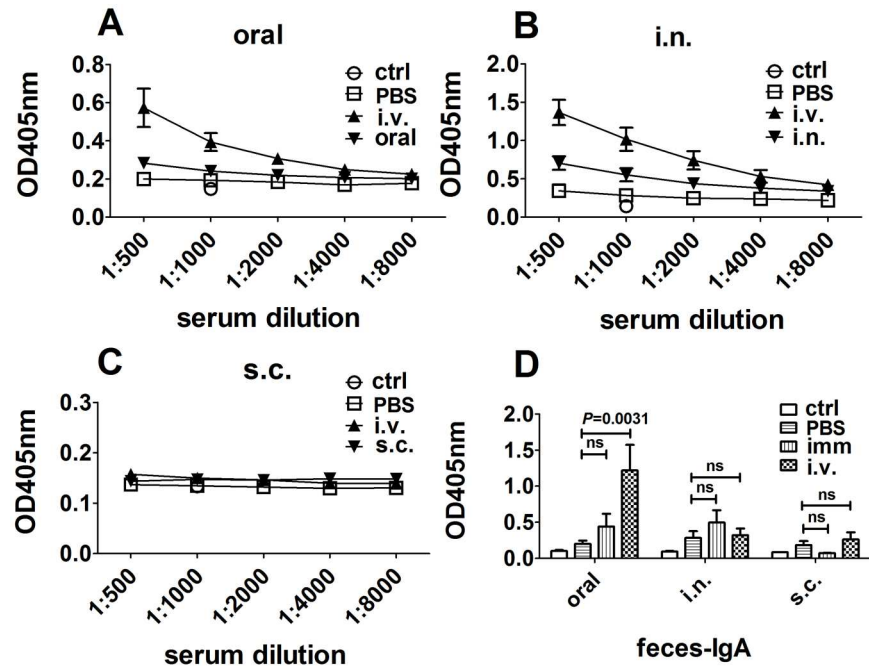 A
oral
OD405nm
0.8
0.6
0.4
0.2
0.0
ctrl
PBS
i.v.
oral
1:500
1:1000
1:2000
1:4000
1:8000
serum dilution
B
i.n.
OD405nm
2.0
1.5
1.0
0.5
0.0
ctrl
PBS
i.v.
i.n.
1:500
1:1000
1:2000
1:4000
1:8000
serum dilution
C
s.c.
OD405nm
0.3
0.2
0.1
0.0
ctrl
PBS
i.v.
s.c.
1:500
1:1000
1:2000
1:4000
1:8000
serum dilution
D
OD405nm
2.0
1.5
1.0
0.5
0.0
P=0.0031
ns
ns
ns
ns
ns
ctrl
PBS
imm
i.v.
oral
i.n.
s.c.
feces-IgA